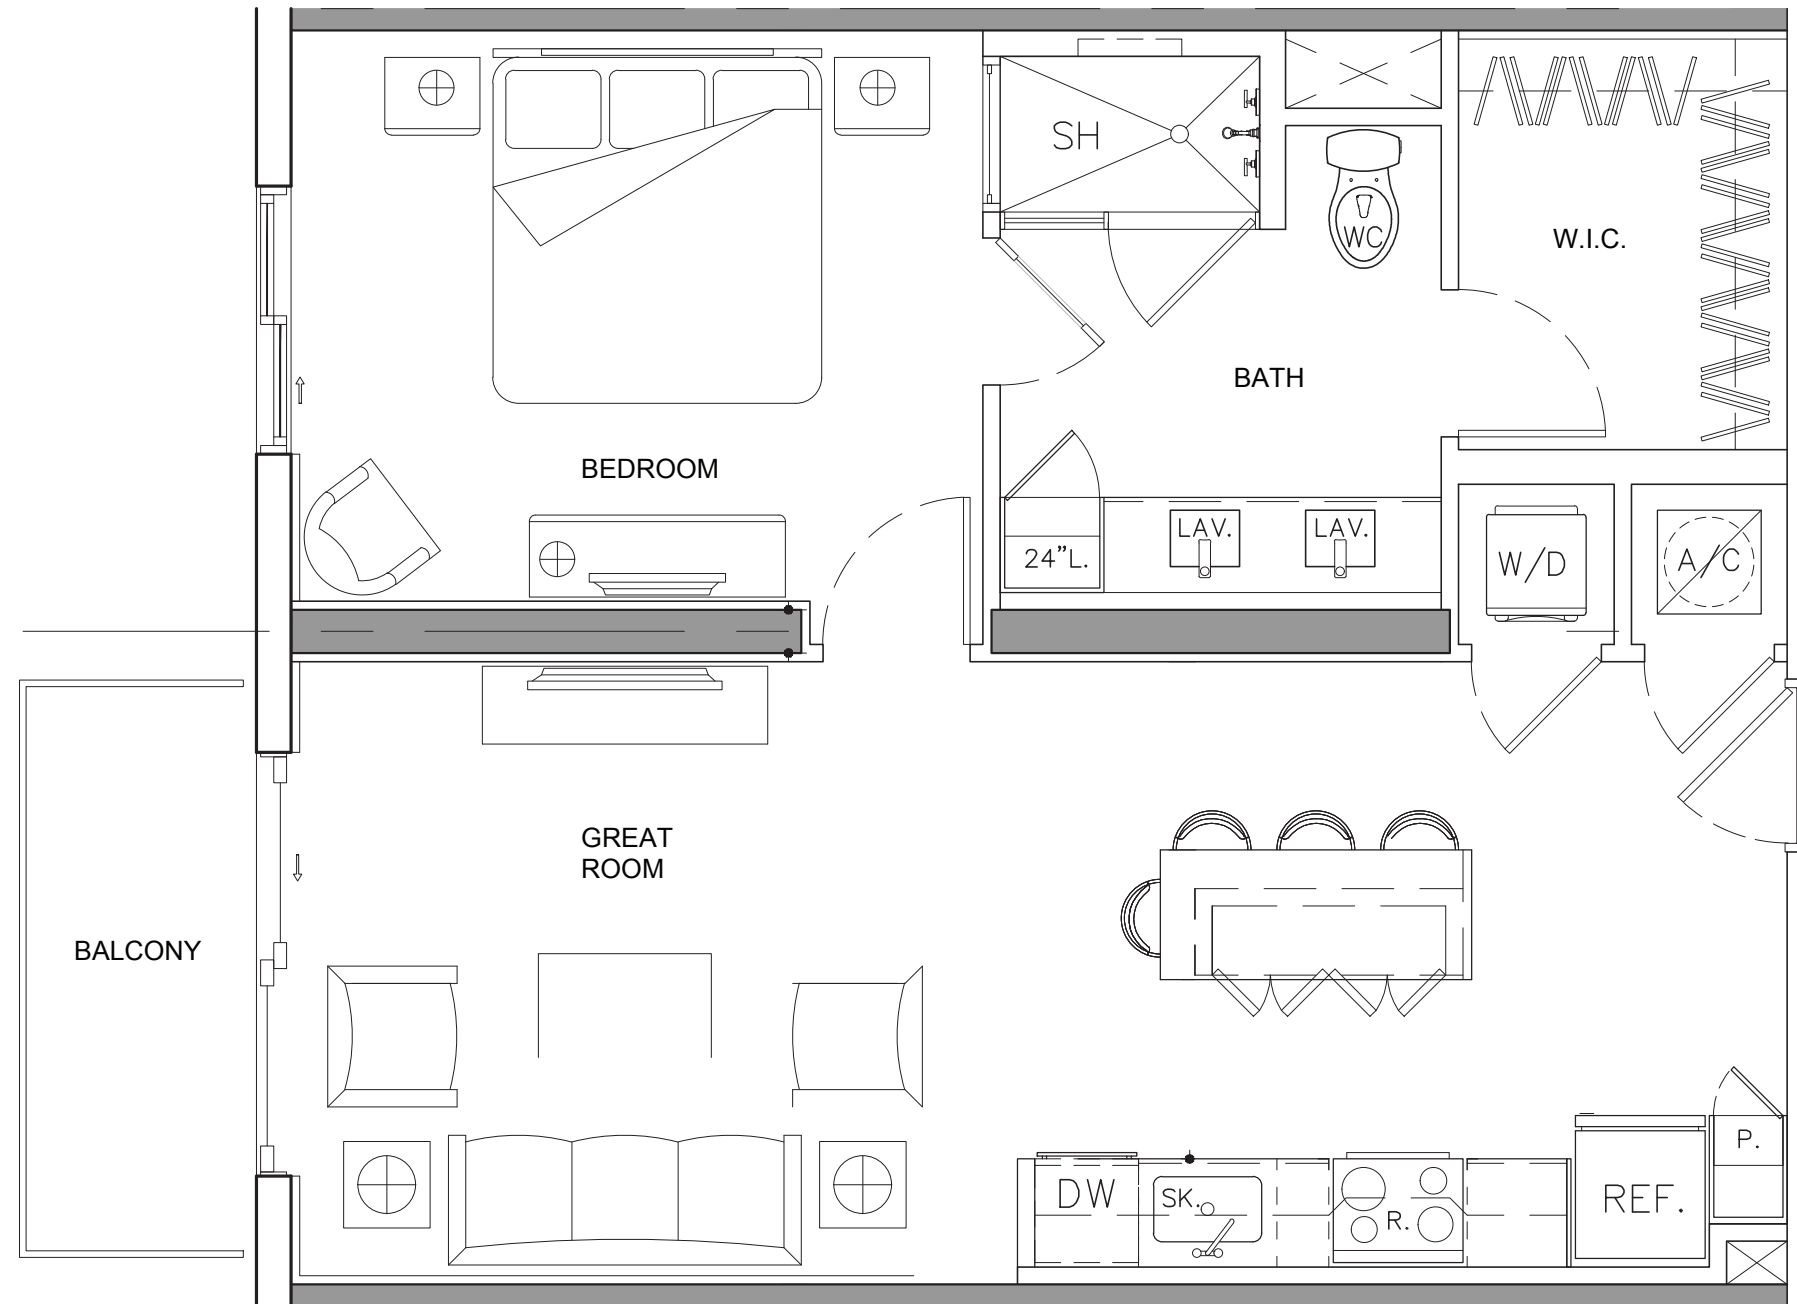 SH
WC
W.I.C.
BATH
BEDROOM
LAV.
LAV.
24”L.
W/D
A/C
GREAT
ROOM
BALCONY
P.
DW
SK.
R.
REF.